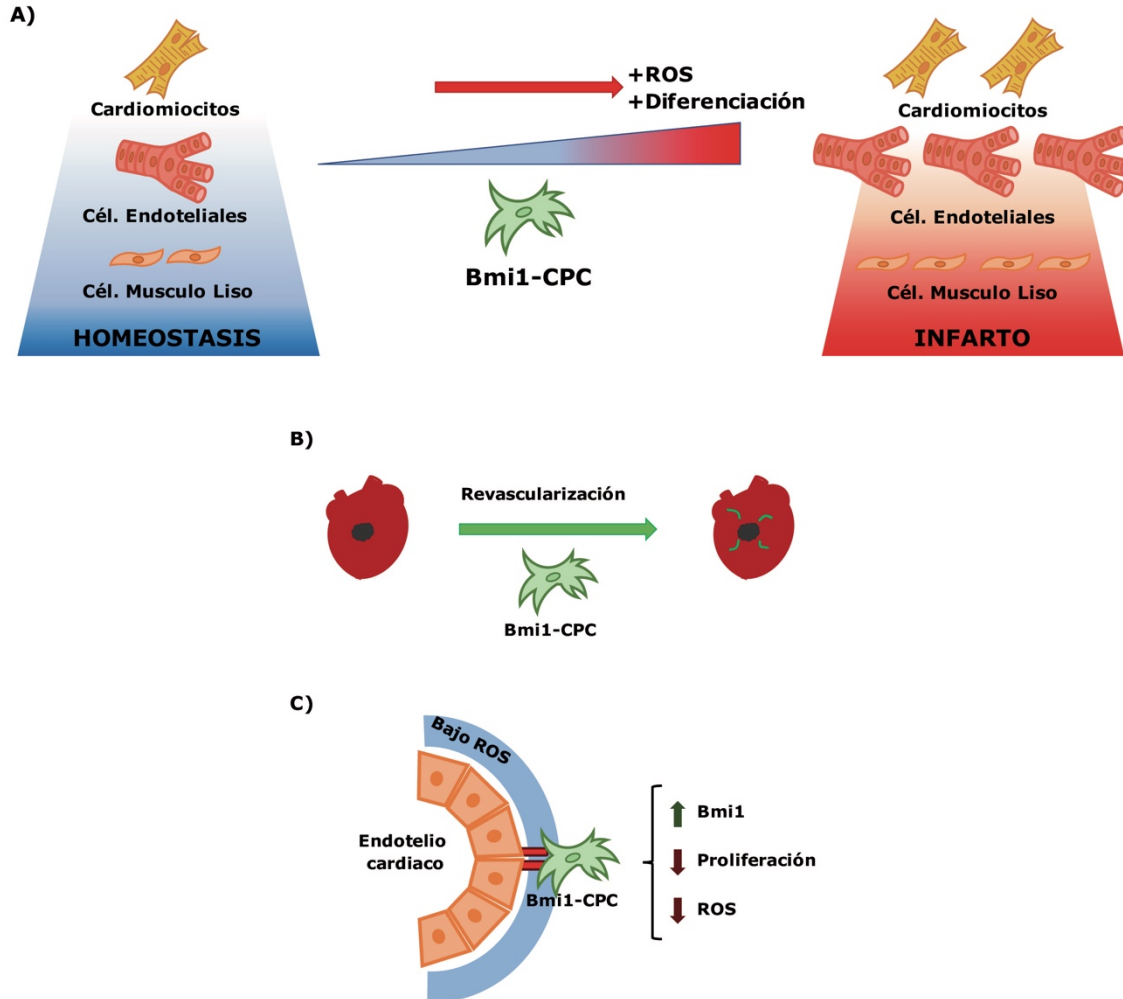 A)
Cardiomiocitos
Cél. Endoteliales
Cél. Musculo Liso
HOMEOSTASIS
+ROS
+Diferenciación
Bmi1-CPC
Cardiomiocitos
Cél. Endoteliales
Cél. Musculo Liso
INFARTO
B)
Revascularización
Bmi1-CPC
C)
Bajo ROS
Endotelio
cardiaco
Bmi1-CPC
Bmi1
Proliferación
ROS